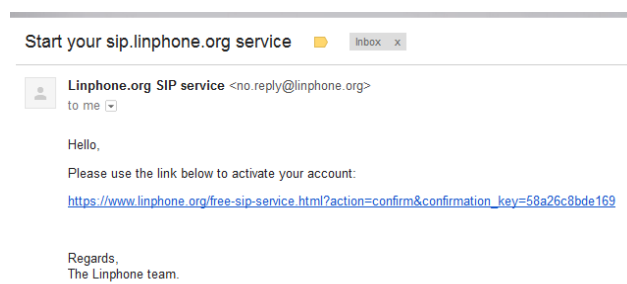 Start your sip.linphone.org service
Inbox x
Linphone.org SIP service <no.reply@linphone.org>
to me
Hello,
Please use the link below to activate your account:
https://www.linphone.org/free-sip-service.html?action=confirm&confirmation_key=58a26c8bde169
Regards,
The Linphone team.